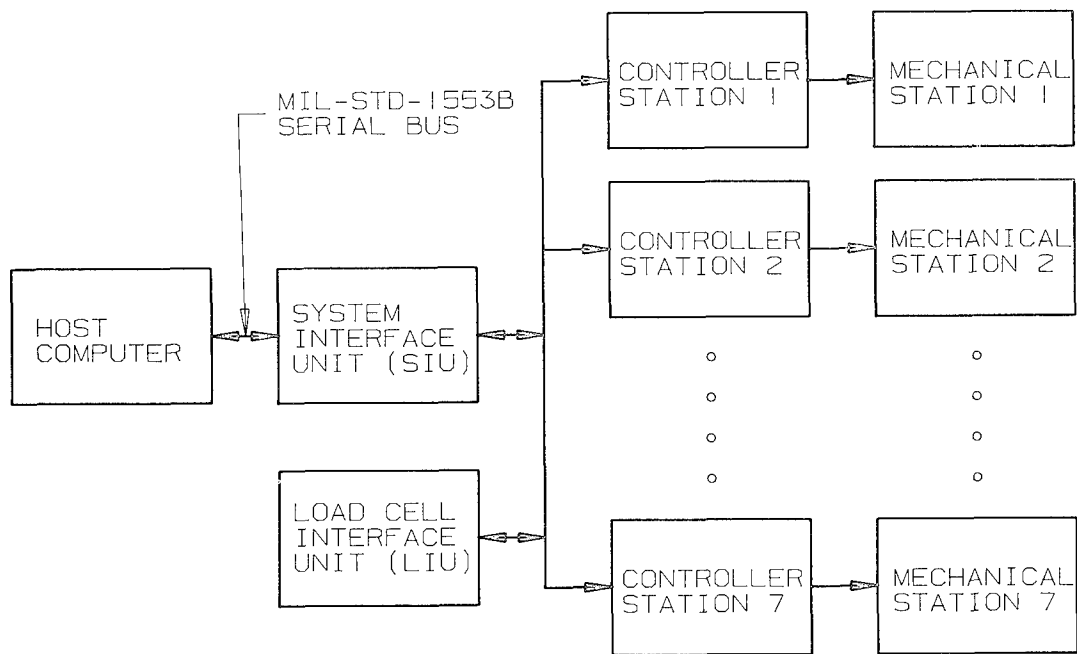 MIL-STD-1553B
SERIAL BUS
HOST
COMPUTER
SYSTEM
INTERFACE
UNIT (SIU)
LOAD CELL
INTERFACE
UNIT (LIU)
CONTROLLER
STATION 1
MECHANICAL
STATION 1
CONTROLLER
STATION 2
MECHANICAL
STATION 2
CONTROLLER
STATION 7
MECHANICAL
STATION 7